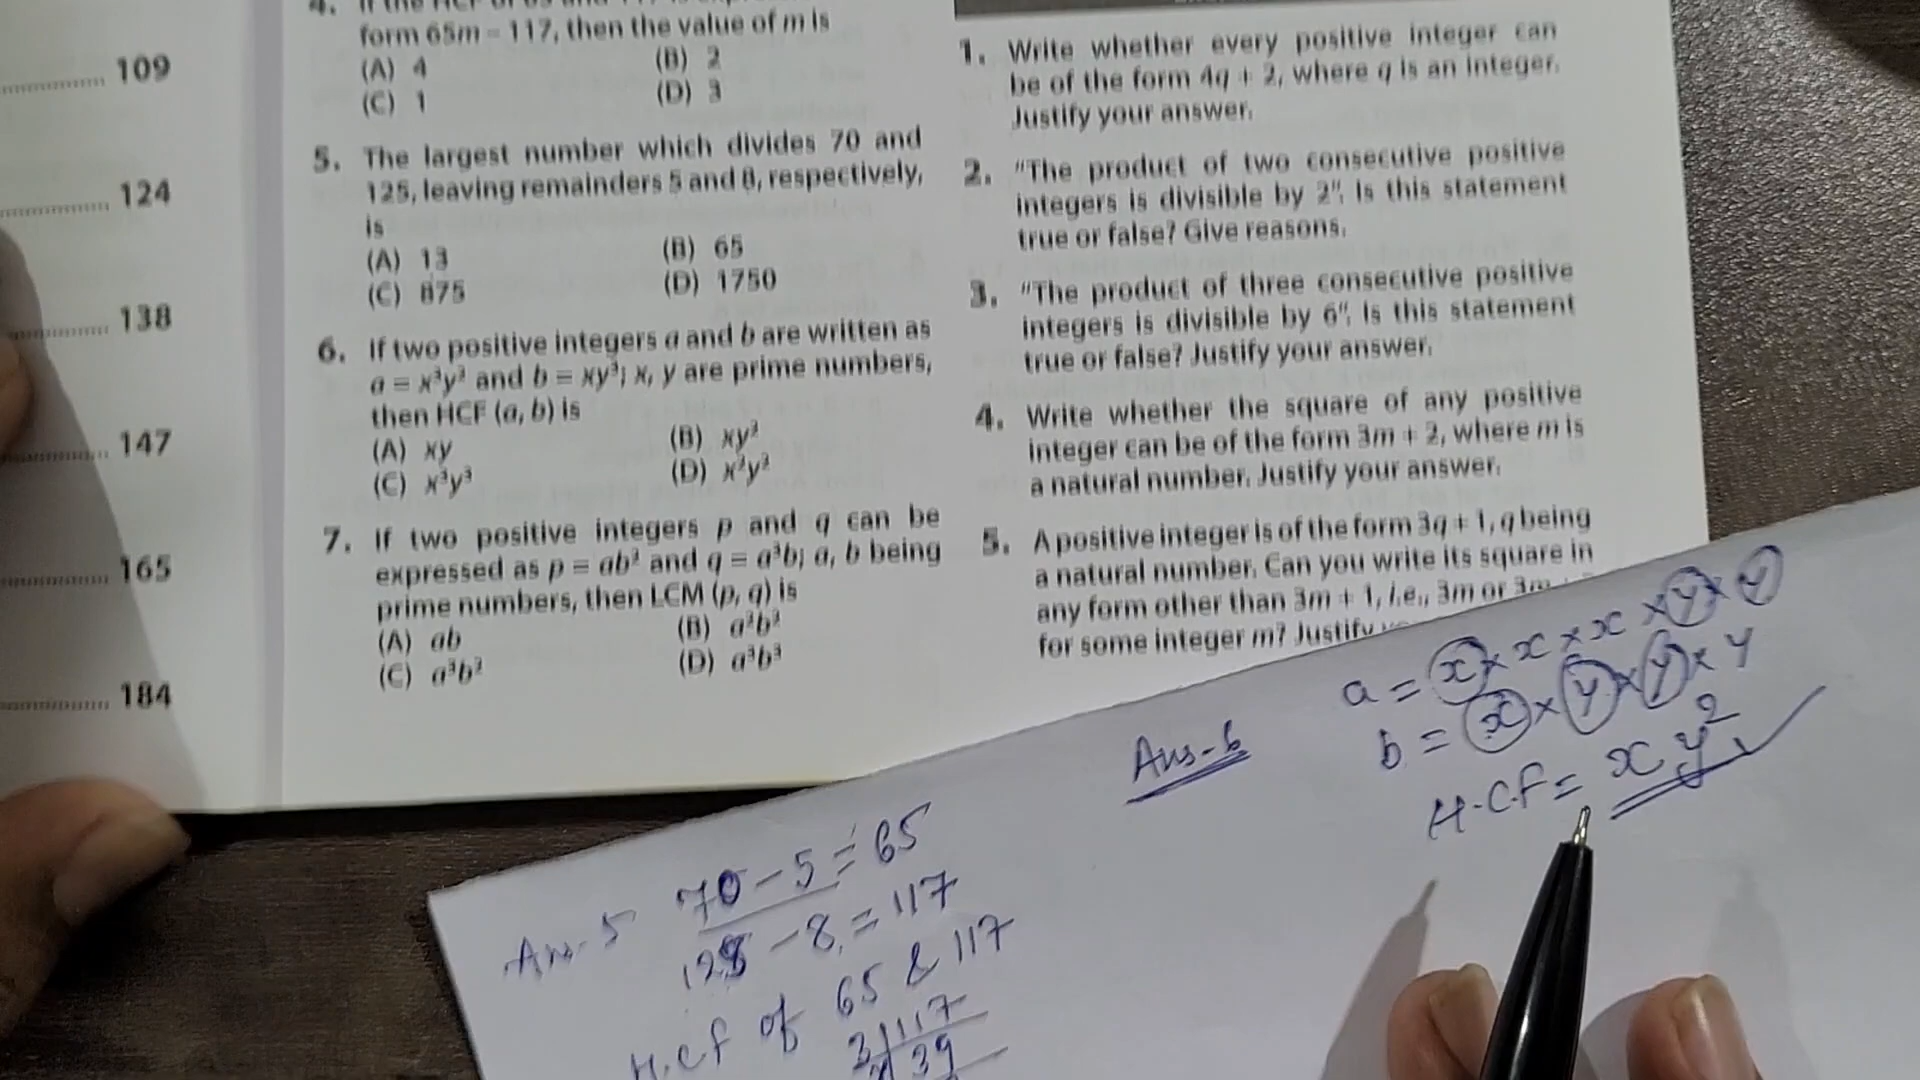 109
124
138
147
165
184
form 65m – 117, then the value of m is
(A) 4 (B) 2
(C) 1 (D) 3
5. The largest number which divides 70 and
125, leaving remainders 5 and 8, respectively,
is
(A) 13 (B) 65
(C) 875 (D) 1750
6. If two positive integers a and b are written as
a = x³y² and b = xy³; x, y are prime numbers,
then HCF (a, b) is
(A) xy (B) xy²
(C) x³y³ (D) x²y²
7. If two positive integers p and q can be
expressed as p = ab² and q = a³b; a, b being
prime numbers, then LCM (p, q) is
(A) ab (B) a²b²
(C) a³b² (D) a³b³
1. Write whether every positive integer can
be of the form 4q + 2, where q is an integer.
Justify your answer.
2. "The product of two consecutive positive
integers is divisible by 2". Is this statement
true or false? Give reasons.
3. "The product of three consecutive positive
integers is divisible by 6". Is this statement
true or false? Justify your answer.
4. Write whether the square of any positive
integer can be of the form 3m + 2, where m is
a natural number. Justify your answer.
5. A positive integer is of the form 3q + 1, q being
a natural number. Can you write its square in
any form other than 3m + 1, i.e., 3m or 3m
for some integer m? Justify
Ans-5 70 – 5 = 65
125 – 8 = 117
H.C.F of 65 & 117
3 117
39
Ans-6
a = x × x × x × y × y
b = x × y × y × y
H.C.F = xy²